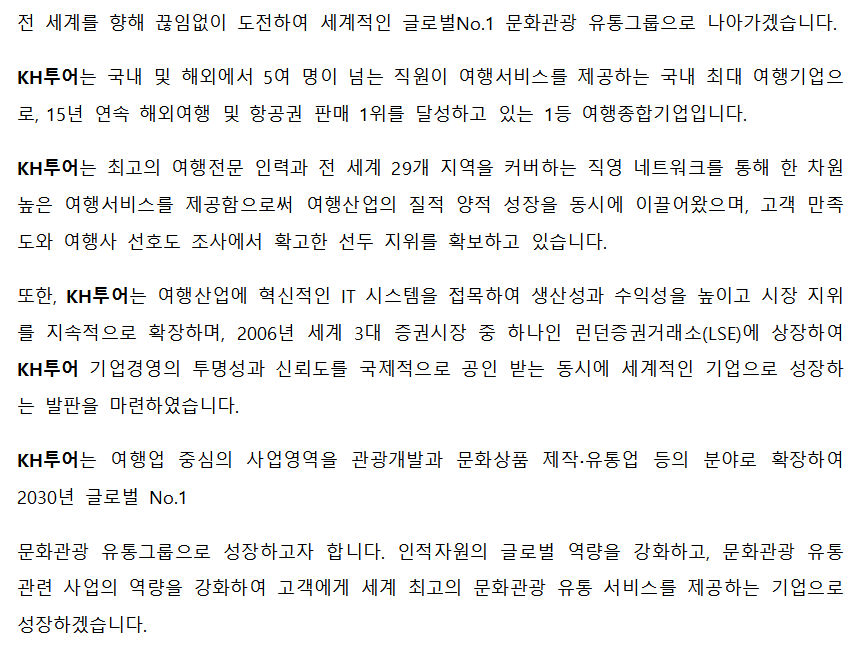 전 세계를 향해 끊임없이 도전하여 세계적인 글로벌No.1 문화관광 유통그룹으로 나아가겠습니다.
KH투어는 국내 및 해외에서 5여 명이 넘는 직원이 여행서비스를 제공하는 국내 최대 여행기업으
로, 15년 연속 해외여행 및 항공권 판매 1위를 달성하고 있는 1등 여행종합기업입니다.
KH투어는 최고의 여행전문 인력과 전 세계 29개 지역을 커버하는 직영 네트워크를 통해 한 차원
높은 여행서비스를 제공함으로써 여행산업의 질적 양적 성장을 동시에 이끌어왔으며, 고객 만족
도와 여행사 선호도 조사에서 확고한 선두 지위를 확보하고 있습니다.
또한, KH투어는 여행산업에 혁신적인 IT 시스템을 접목하여 생산성과 수익성을 높이고 시장 지위
를 지속적으로 확장하며, 2006년 세계 3대 증권시장 중 하나인 런던증권거래소(LSE)에 상장하여
KH투어 기업경영의 투명성과 신뢰도를 국제적으로 공인 받는 동시에 세계적인 기업으로 성장하
는 발판을 마련하였습니다.
KH투어는 여행업 중심의 사업영역을 관광개발과 문화상품 제작·유통업 등의 분야로 확장하여
2030년 글로벌 No.1
문화관광 유통그룹으로 성장하고자 합니다. 인적자원의 글로벌 역량을 강화하고, 문화관광 유통
관련 사업의 역량을 강화하여 고객에게 세계 최고의 문화관광 유통 서비스를 제공하는 기업으로
성장하겠습니다.